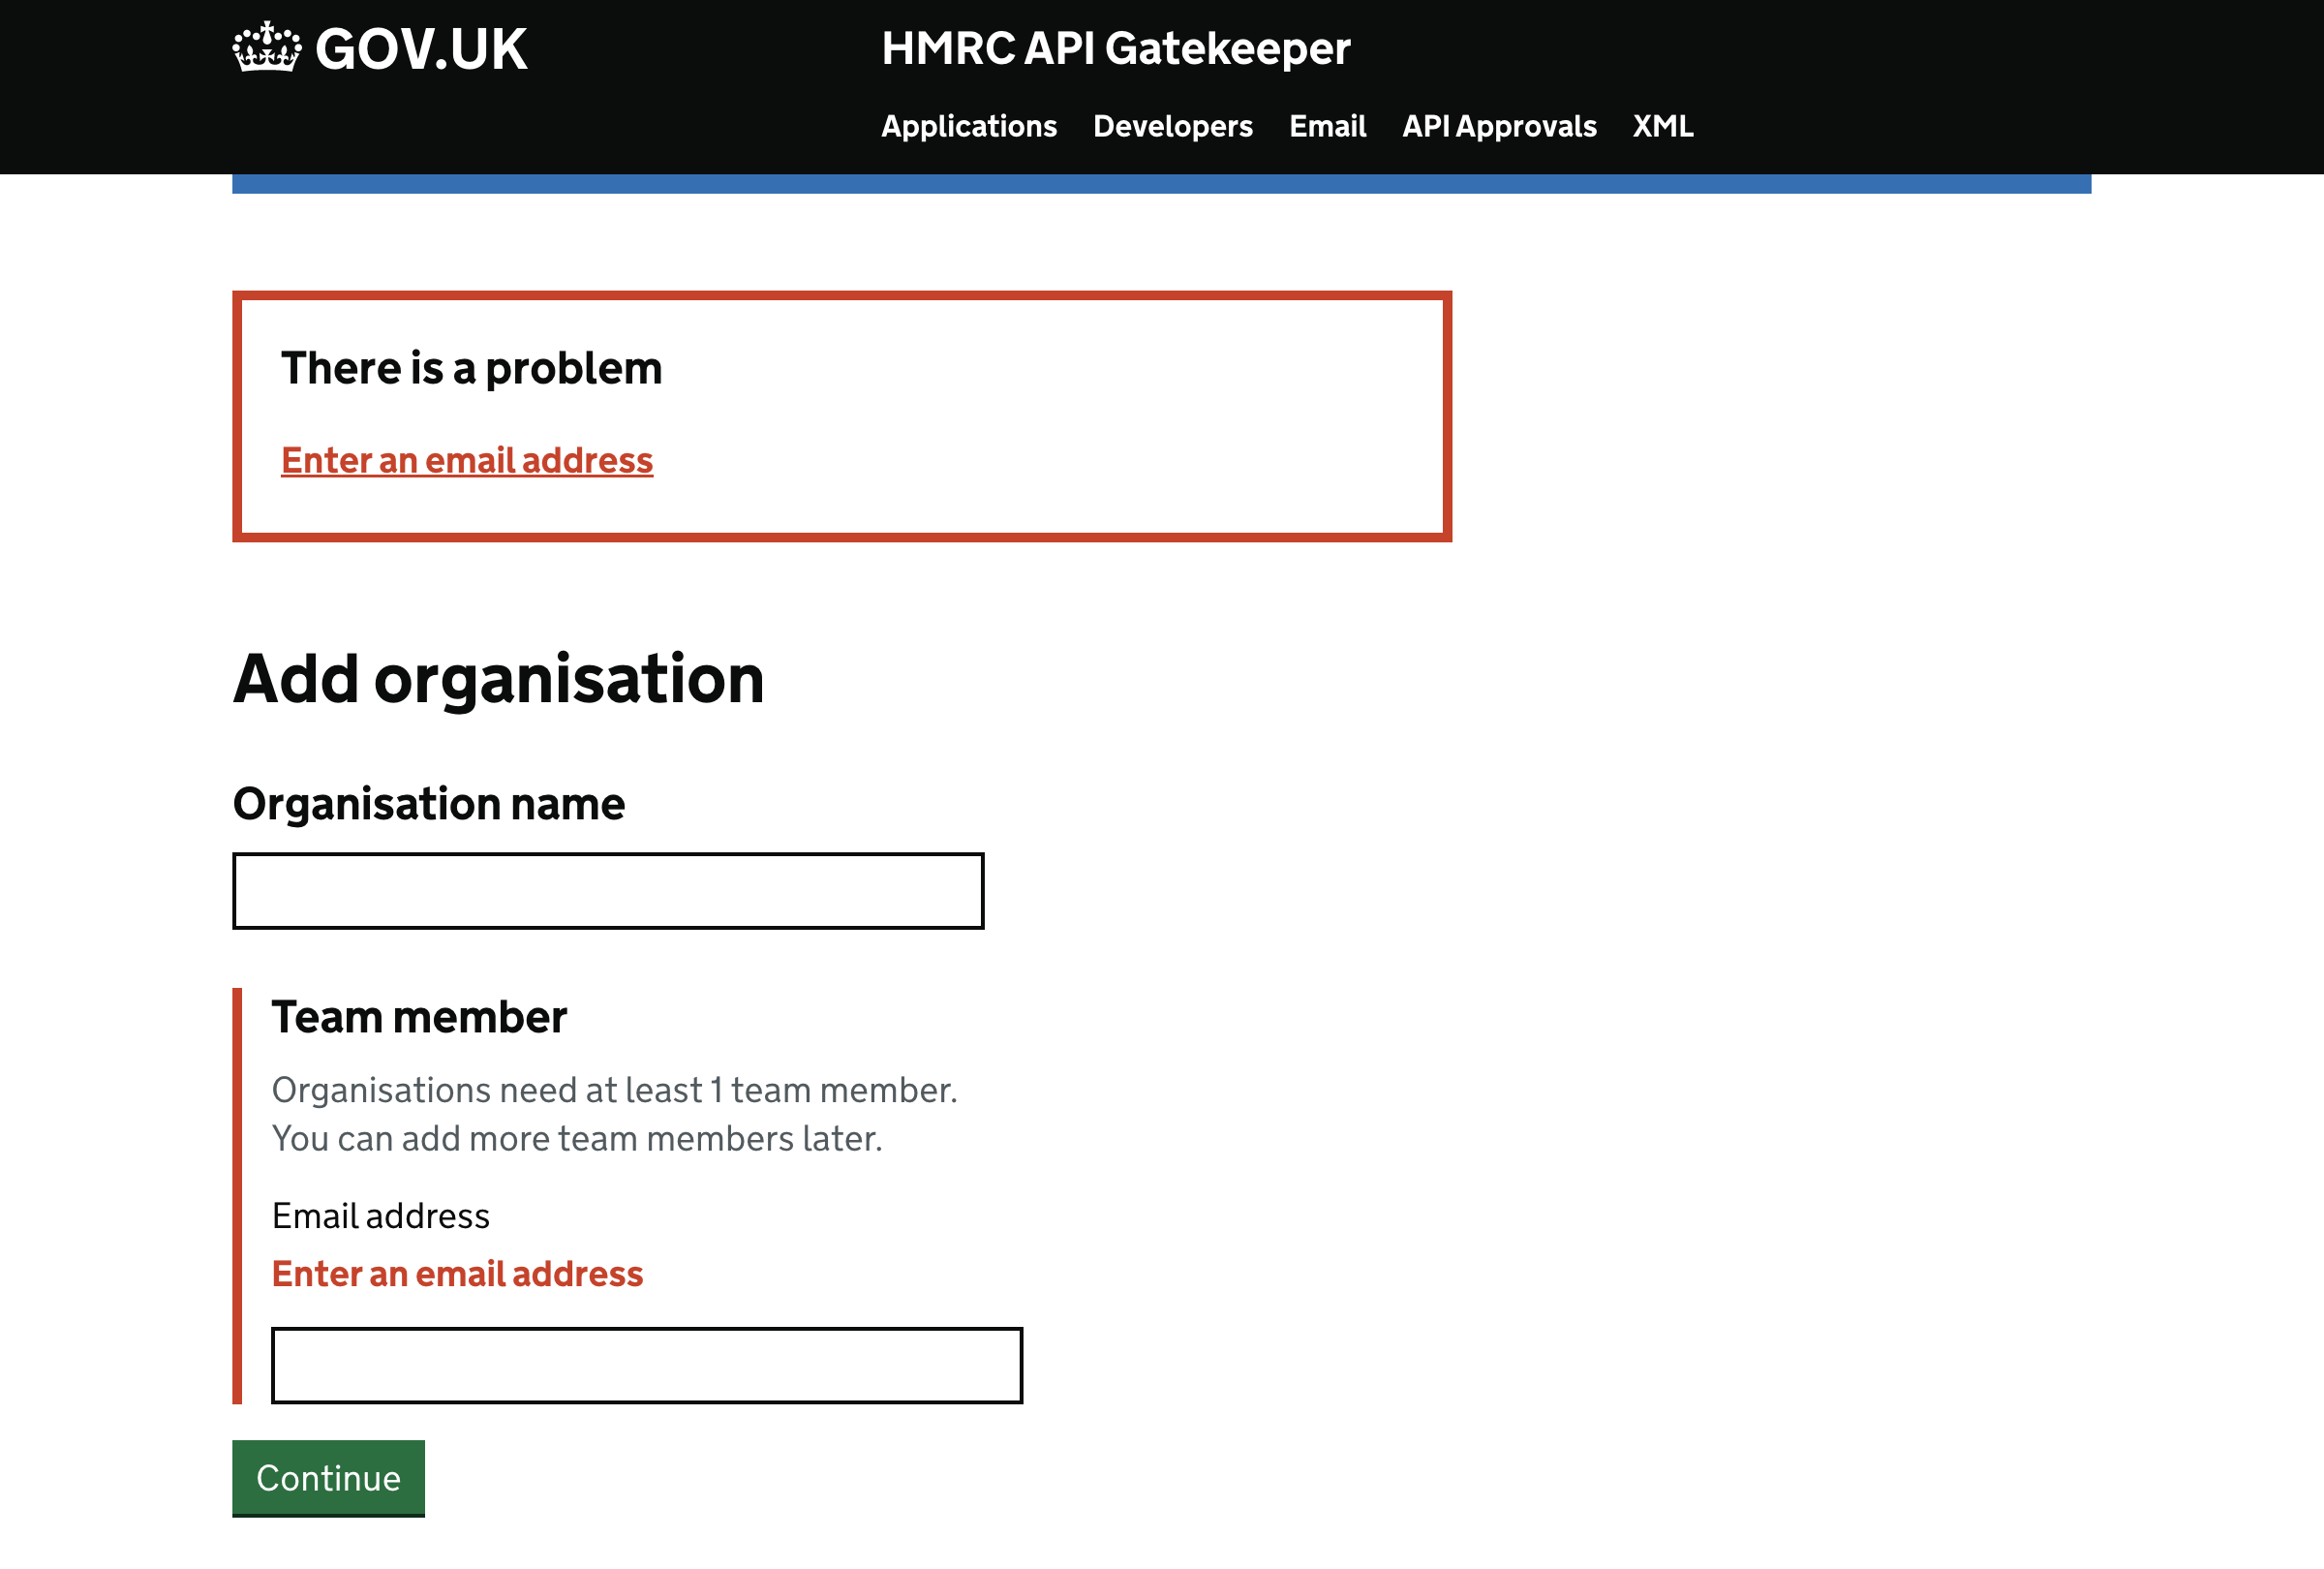 GOV.UK
HMRC API Gatekeeper
Applications Developers Email API Approvals XML
There is a problem
Enter an email address
Add organisation
Organisation name
Team member
Organisations need at least 1 team member.
You can add more team members later.
Email address
Enter an email address
Continue